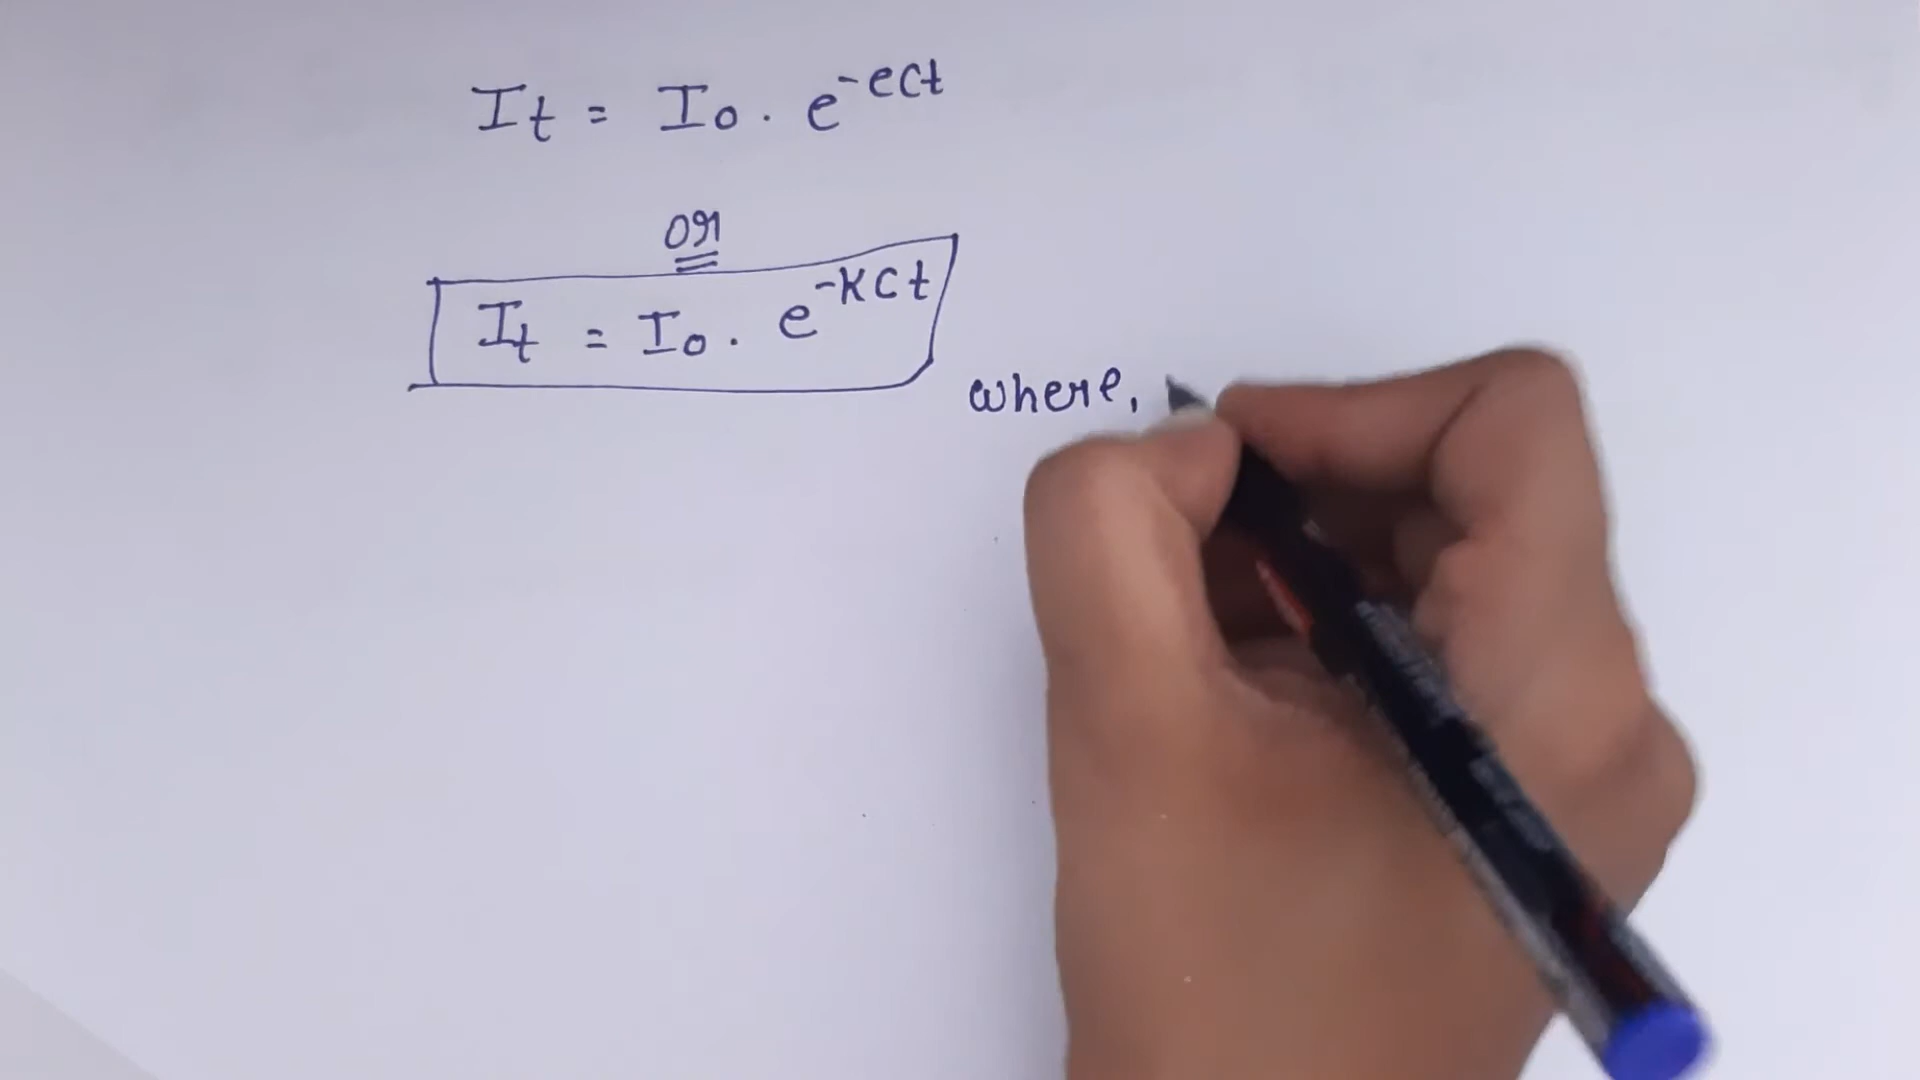 It = Io . e^-ect
or
It = Io . e^-KCt
where,